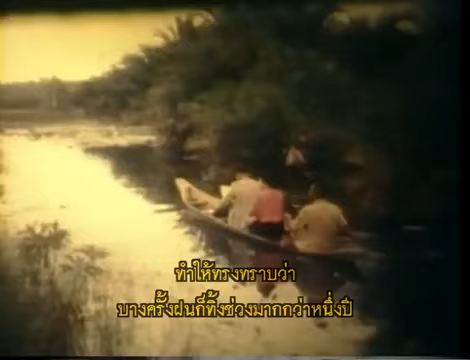 ทำให้ทรงทราบว่า
บางครั้งฝนก็ทิ้งช่วงมากกว่าหนึ่งปี